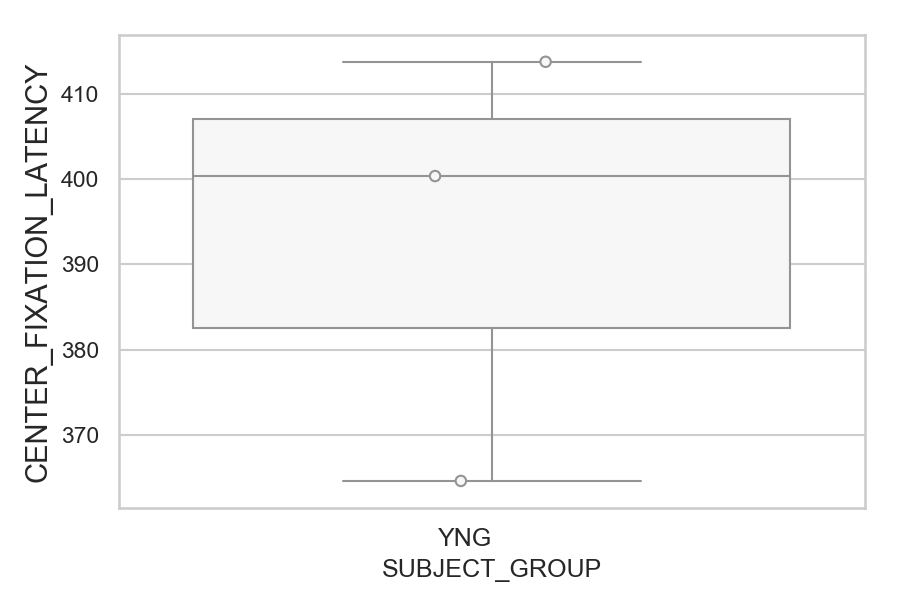 CENTER_FIXATION_LATENCY
410
400
390
380
370
YNG
SUBJECT_GROUP